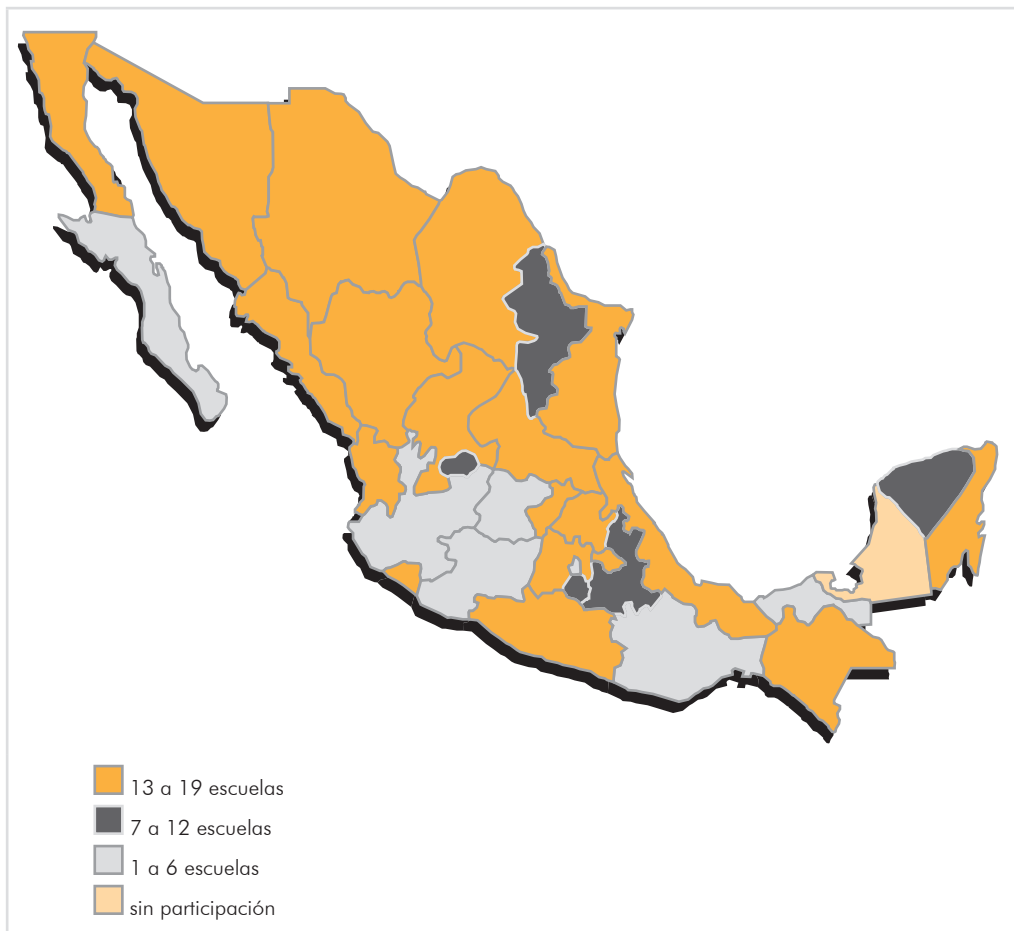 13 a 19 escuelas
7 a 12 escuelas
1 a 6 escuelas
sin participación